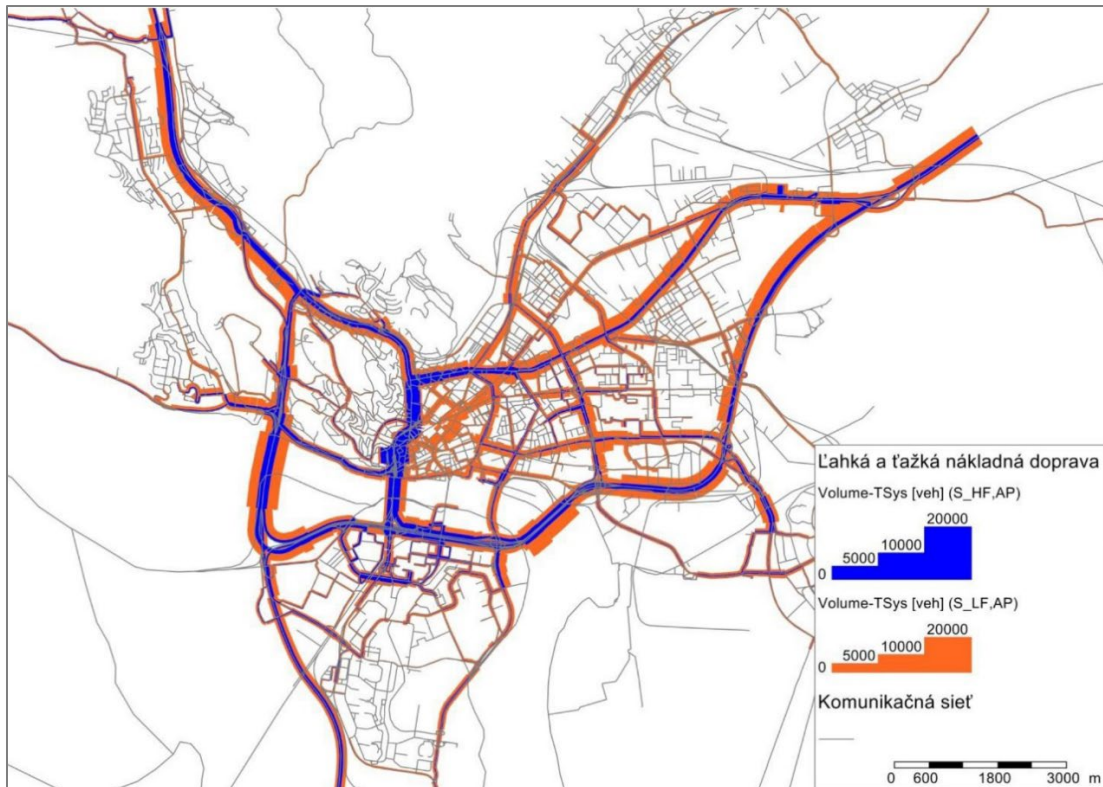 Ľahká a ťažká nákladná doprava
Volume-TSys [veh] (S_HF,AP)
0 5000 10000 20000
Volume-TSys [veh] (S_LF,AP)
0 5000 10000 20000
Komunikačná sieť
0 600 1800 3000 m